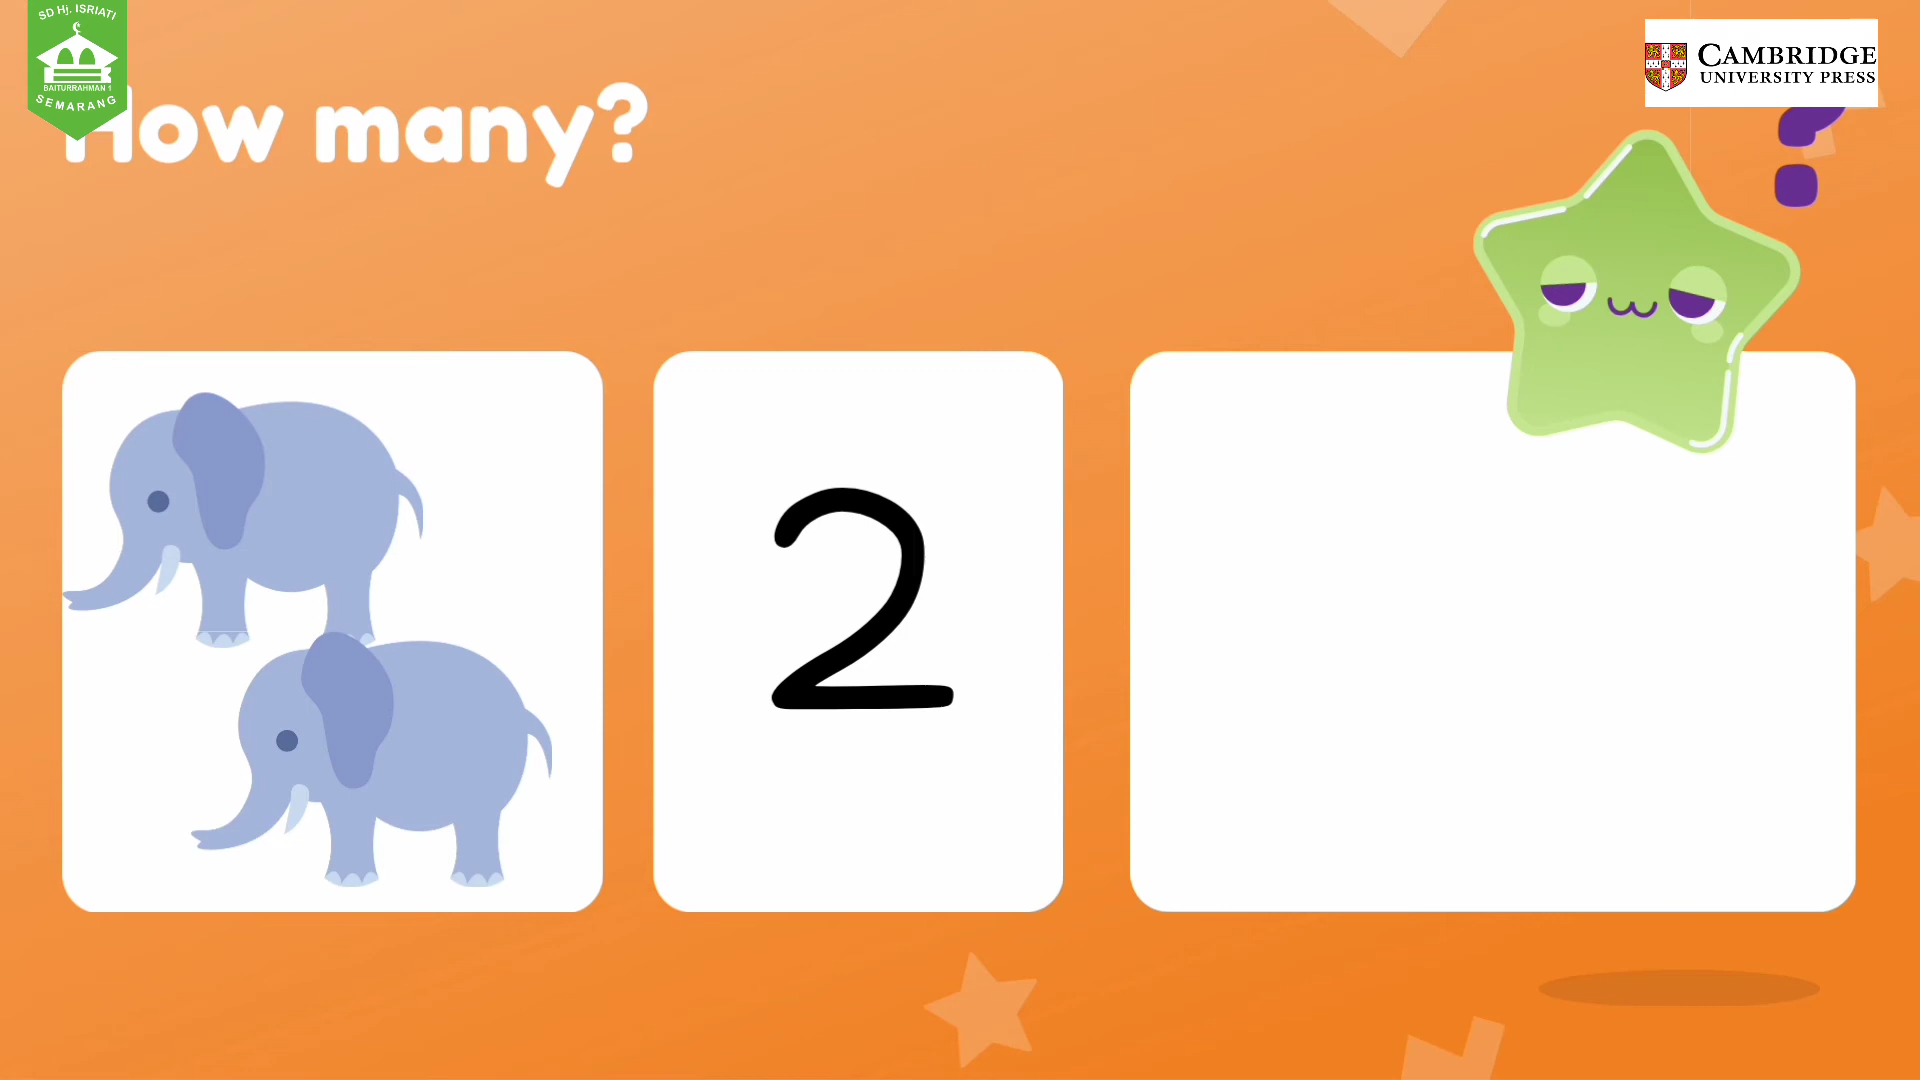 SD Hj. ISRIATI
BAITURRAHMAN 1
SEMARANG
How many?
CAMBRIDGE
UNIVERSITY PRESS
?
2